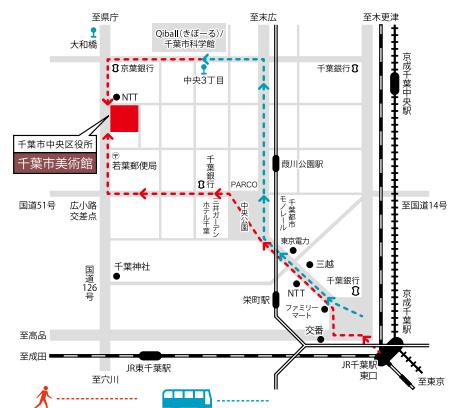 至県庁
至末広
至木更津
大和橋
Qiball(きぼーる)/
千葉市科学館
京葉銀行
中央3丁目
千葉銀行
京成千葉中央駅
NTT
千葉市中央区役所
千葉市美術館
若葉郵便局
千葉銀行
葭川公園駅
PARCO
国道51号
広小路
交差点
三井ガーデン
ホテル千葉
中央公園
千葉都市
モノレール
至国道14号
東京電力
三越
千葉神社
国道126号
NTT
千葉銀行
栄町駅
ファミリー
マート
京成千葉駅
交番
至高品
至成田
JR東千葉駅
JR千葉駅
東口
至穴川
至東京